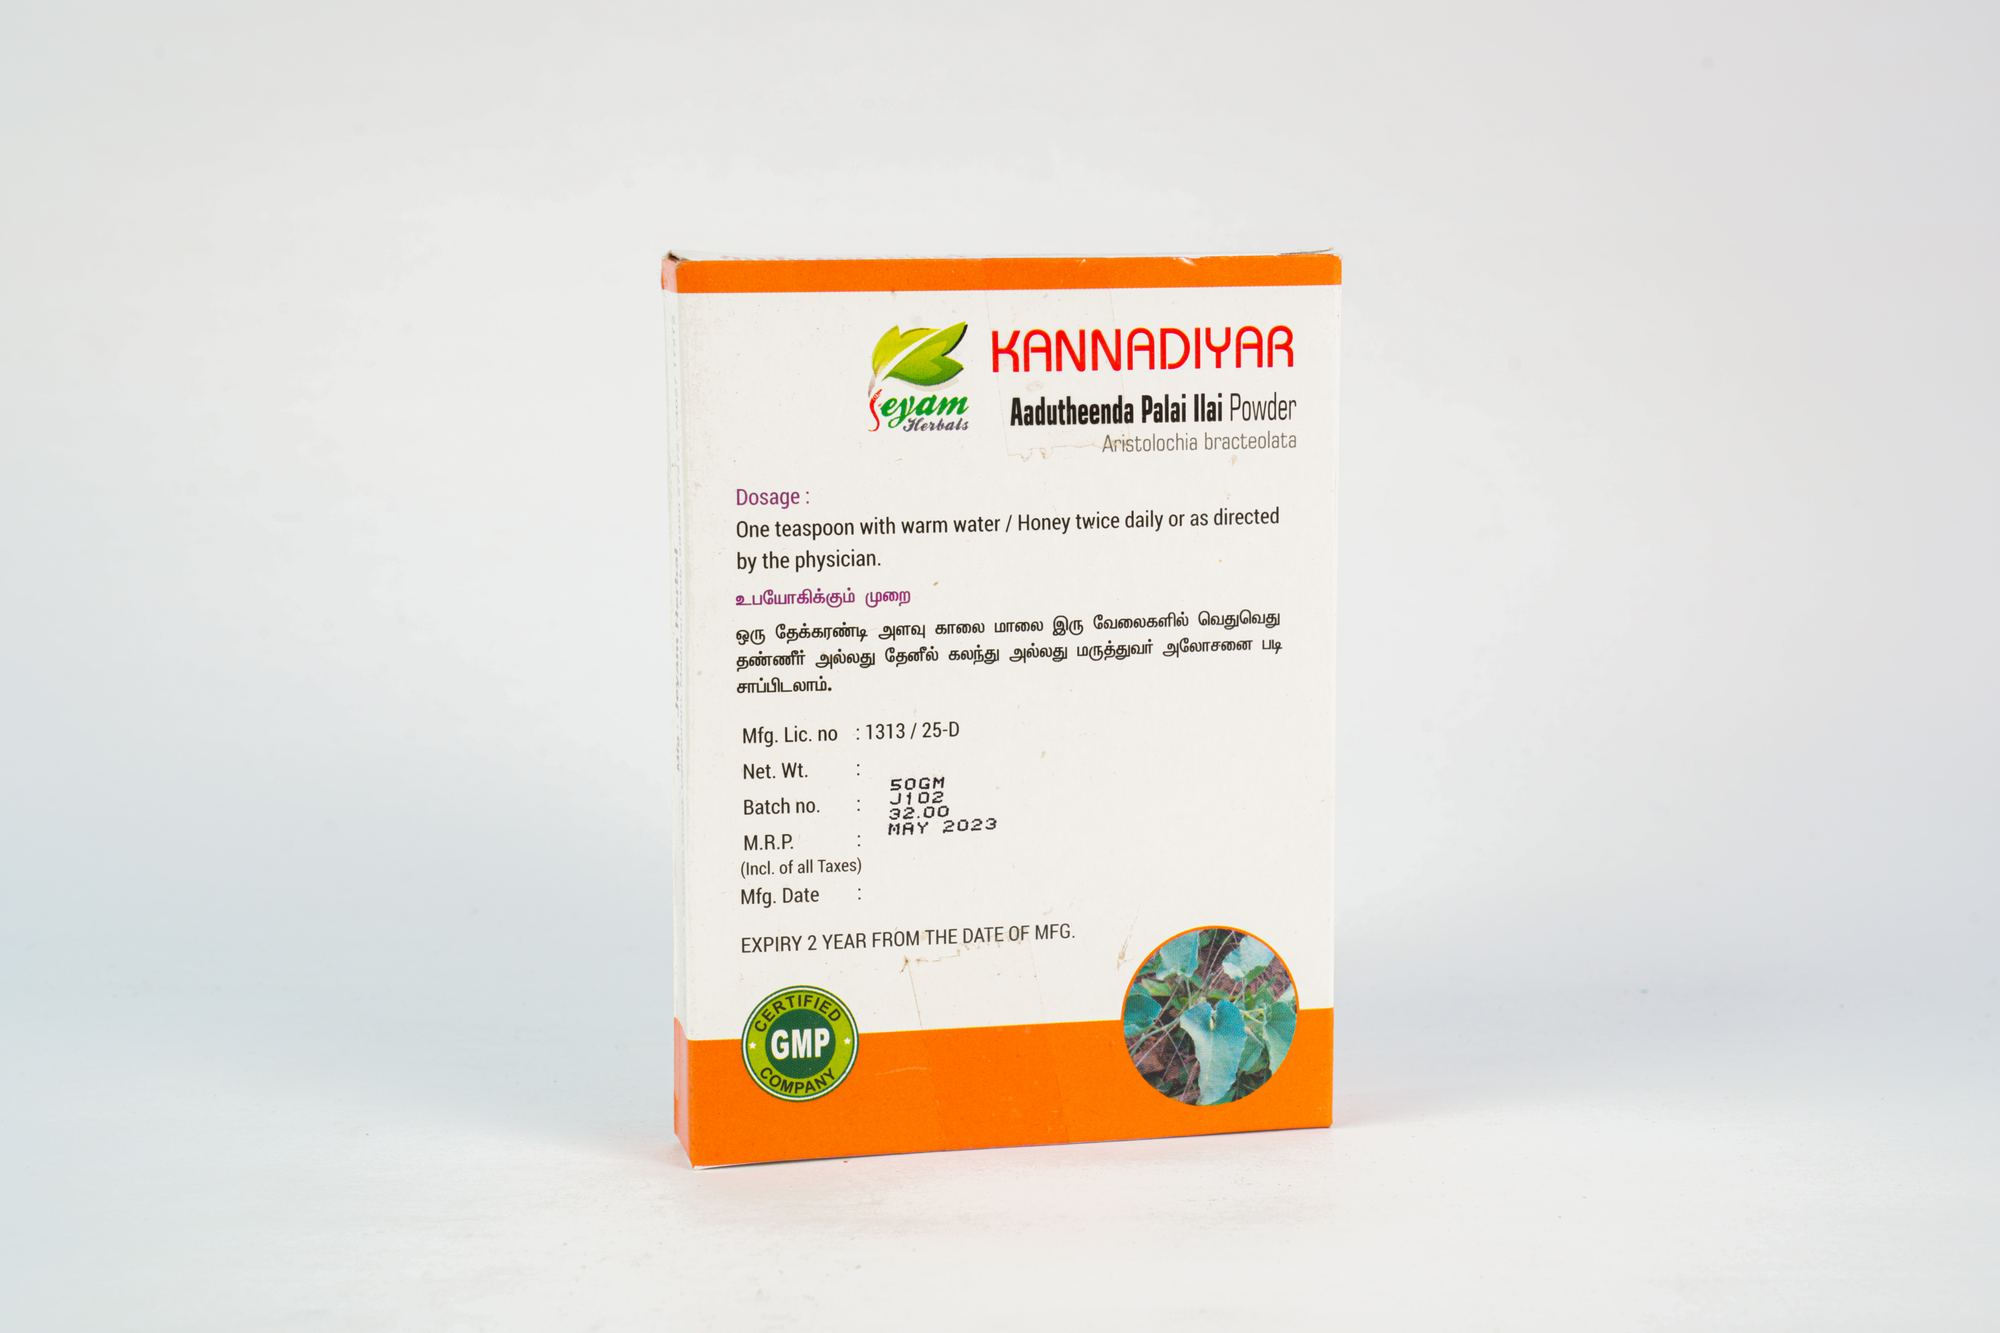 Seyam
Herbals
KANNADIYAR
Aadutheenda Palai Ilai Powder
Aristolochia bracteolata
Dosage :
One teaspoon with warm water / Honey twice daily or as directed
by the physician.
உபயோகிக்கும் முறை
ஒரு தேக்கரண்டி அளவு காலை மாலை இரு வேலைகளில் வெதுவெது
தண்ணீர் அல்லது தேனீல் கலந்து அல்லது மருத்துவர் அலோசனை படி
சாப்பிடலாம்.
Mfg. Lic. no : 1313 / 25-D
Net. Wt. :
50GM
Batch no. :
J102
32.00
MAY 2023
M.R.P. :
(Incl. of all Taxes)
Mfg. Date :
EXPIRY 2 YEAR FROM THE DATE OF MFG.
CERTIFIED
GMP
COMPANY